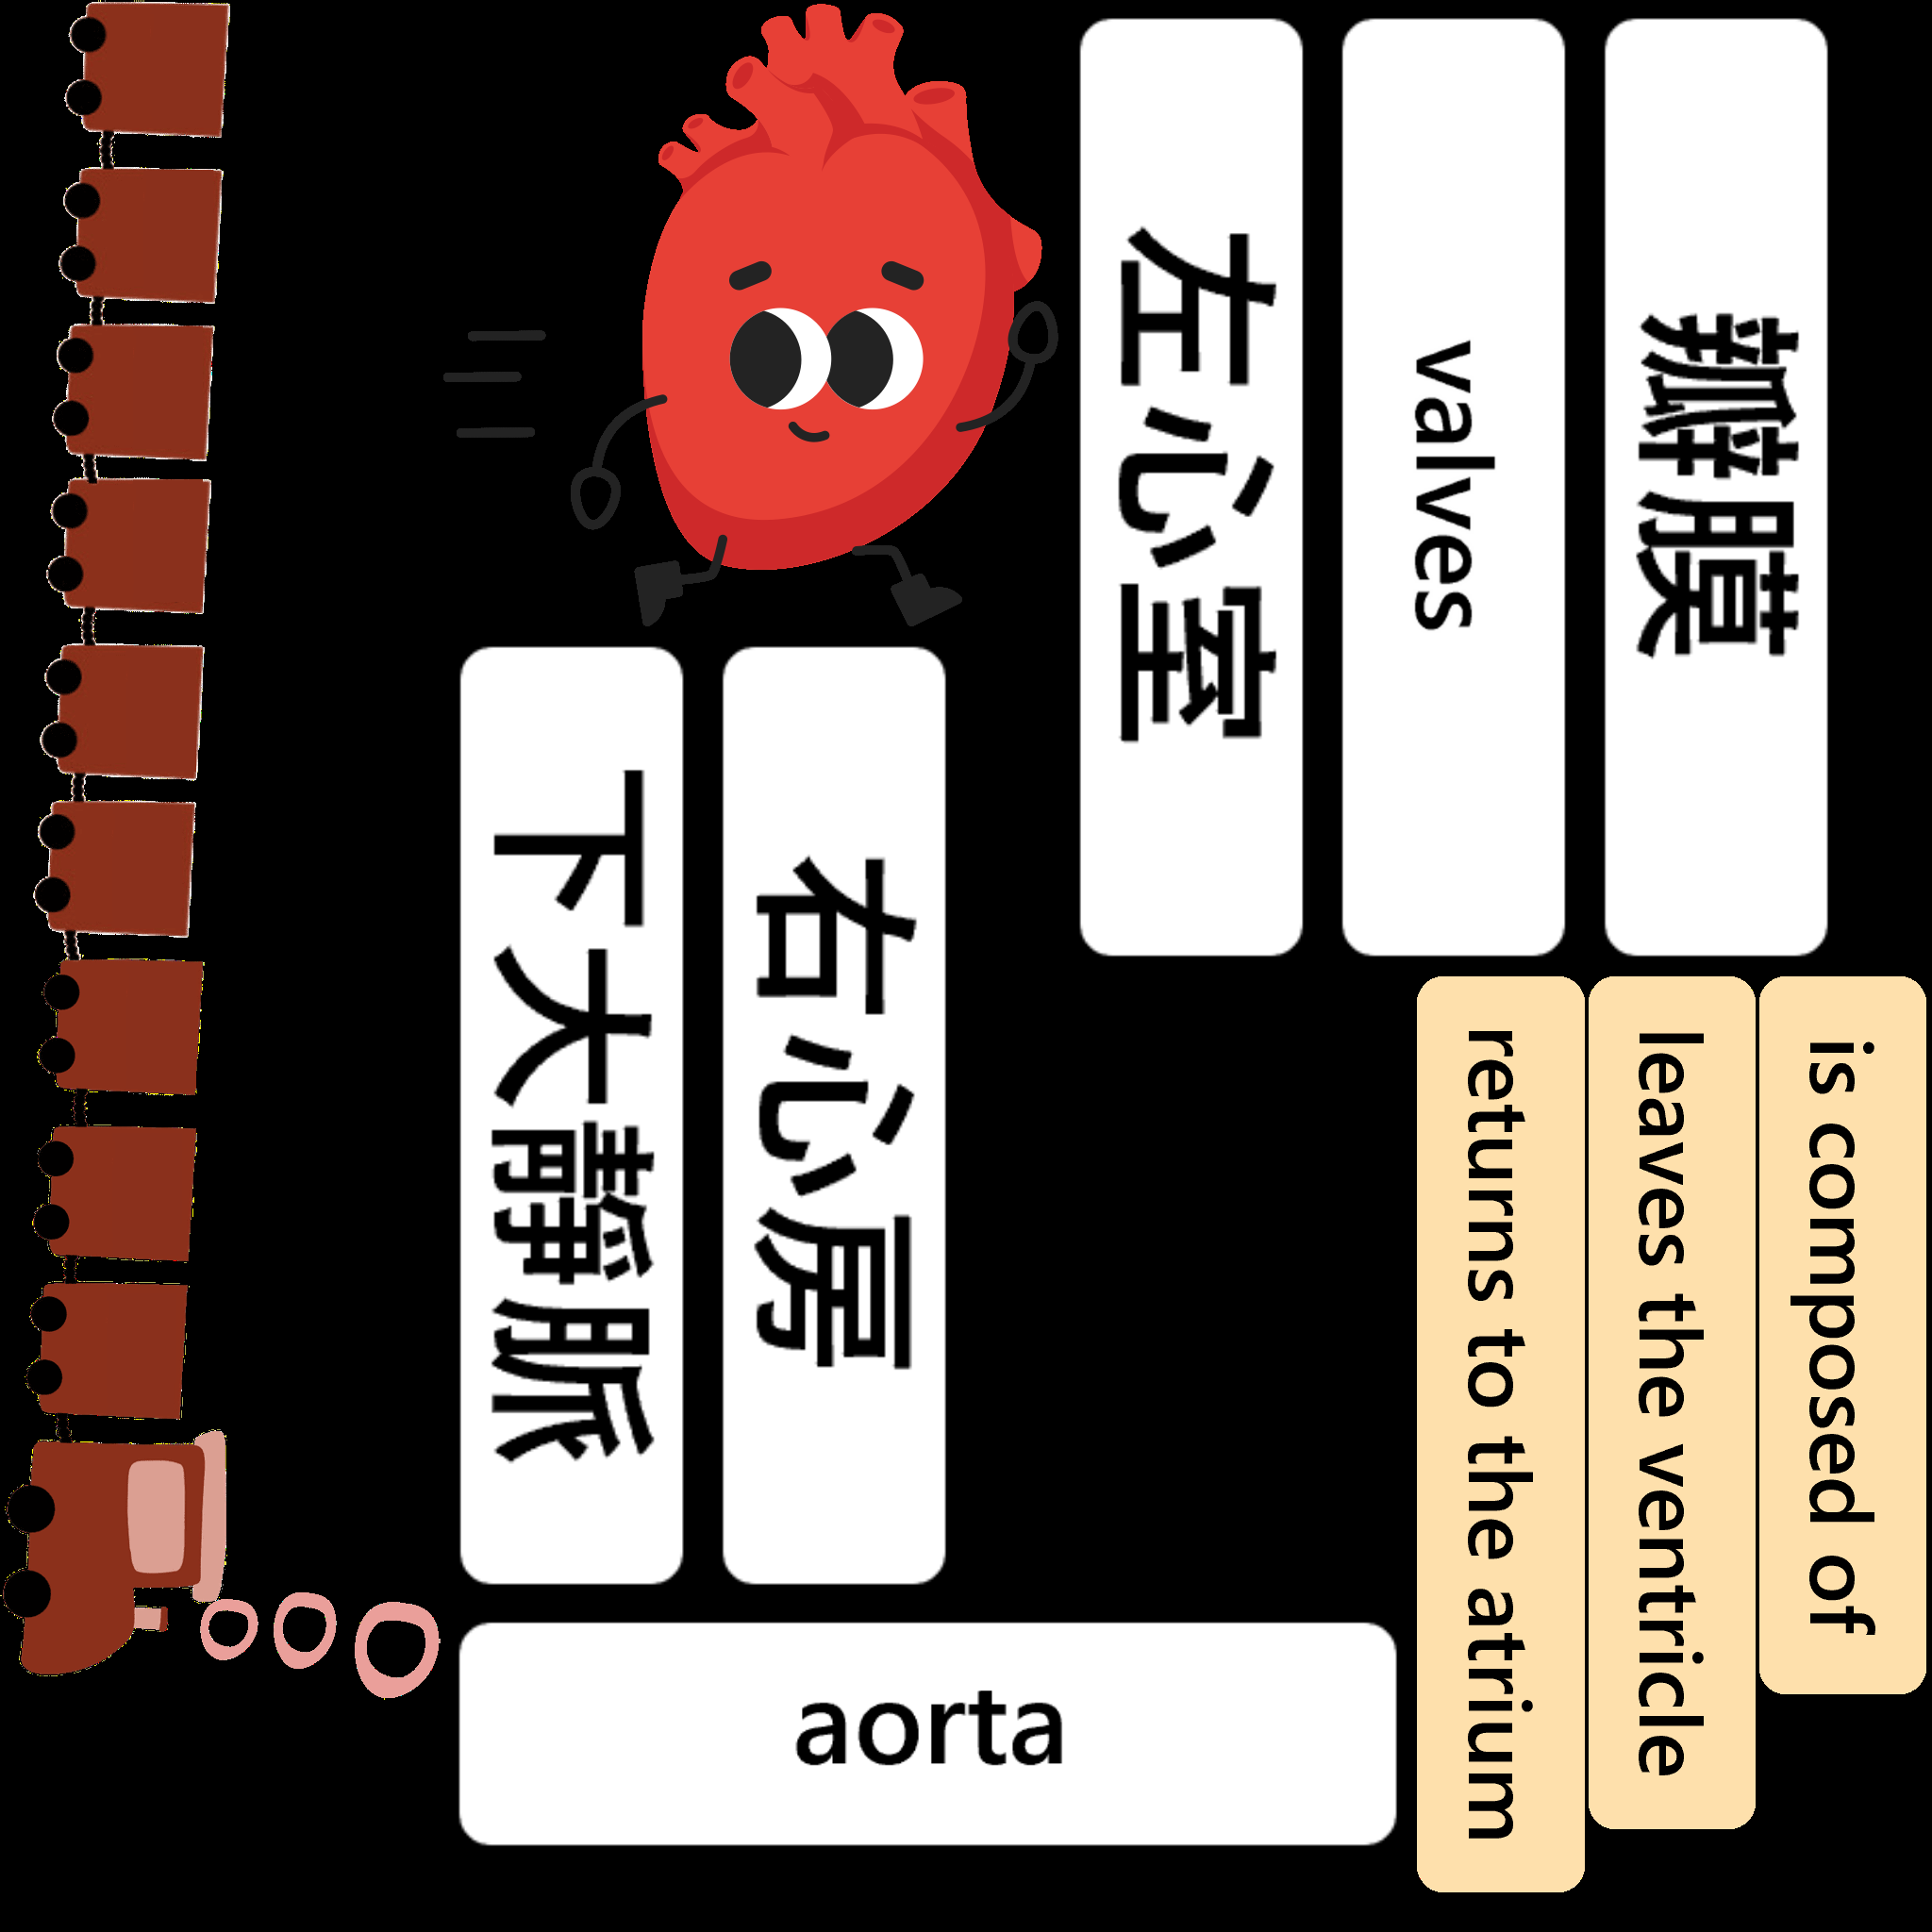 左心室
valves
瓣膜
下大靜脈
右心房
returns to the atrium
leaves the ventricle
is composed of
aorta